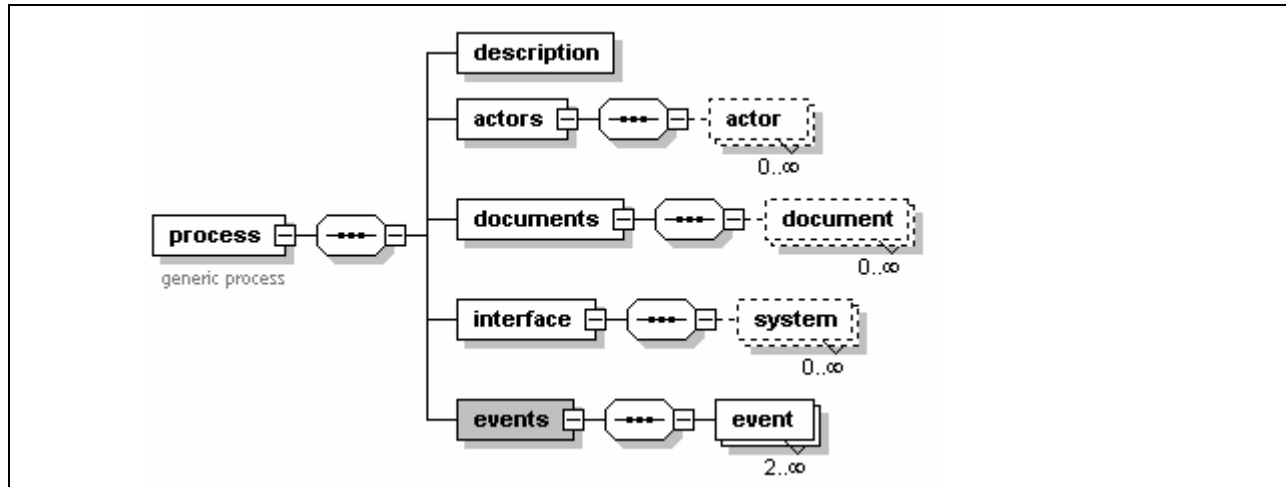 description
actors
actor
0..∞
documents
document
0..∞
process
generic process
interface
system
0..∞
events
event
2..∞